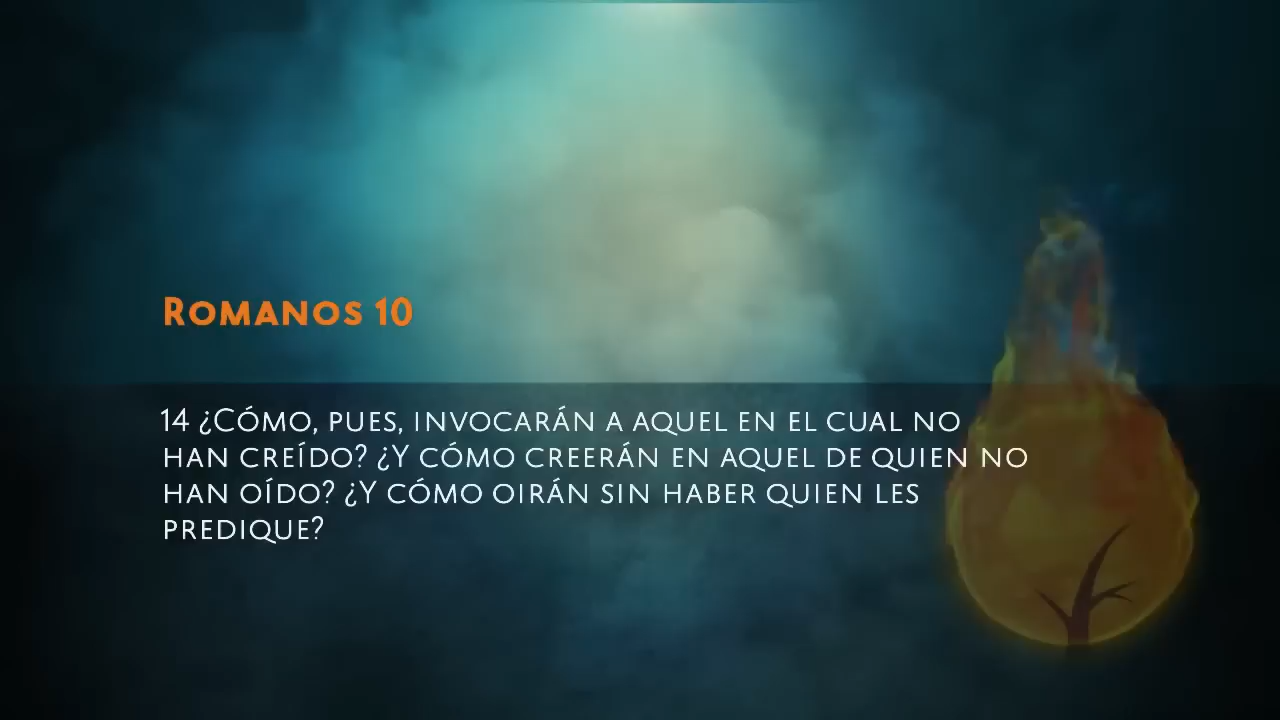 Romanos 10
14 ¿Cómo, pues, invocarán a aquel en el cual no
han creído? ¿Y cómo creerán en aquel de quien no
han oído? ¿Y cómo oirán sin haber quien les
predique?